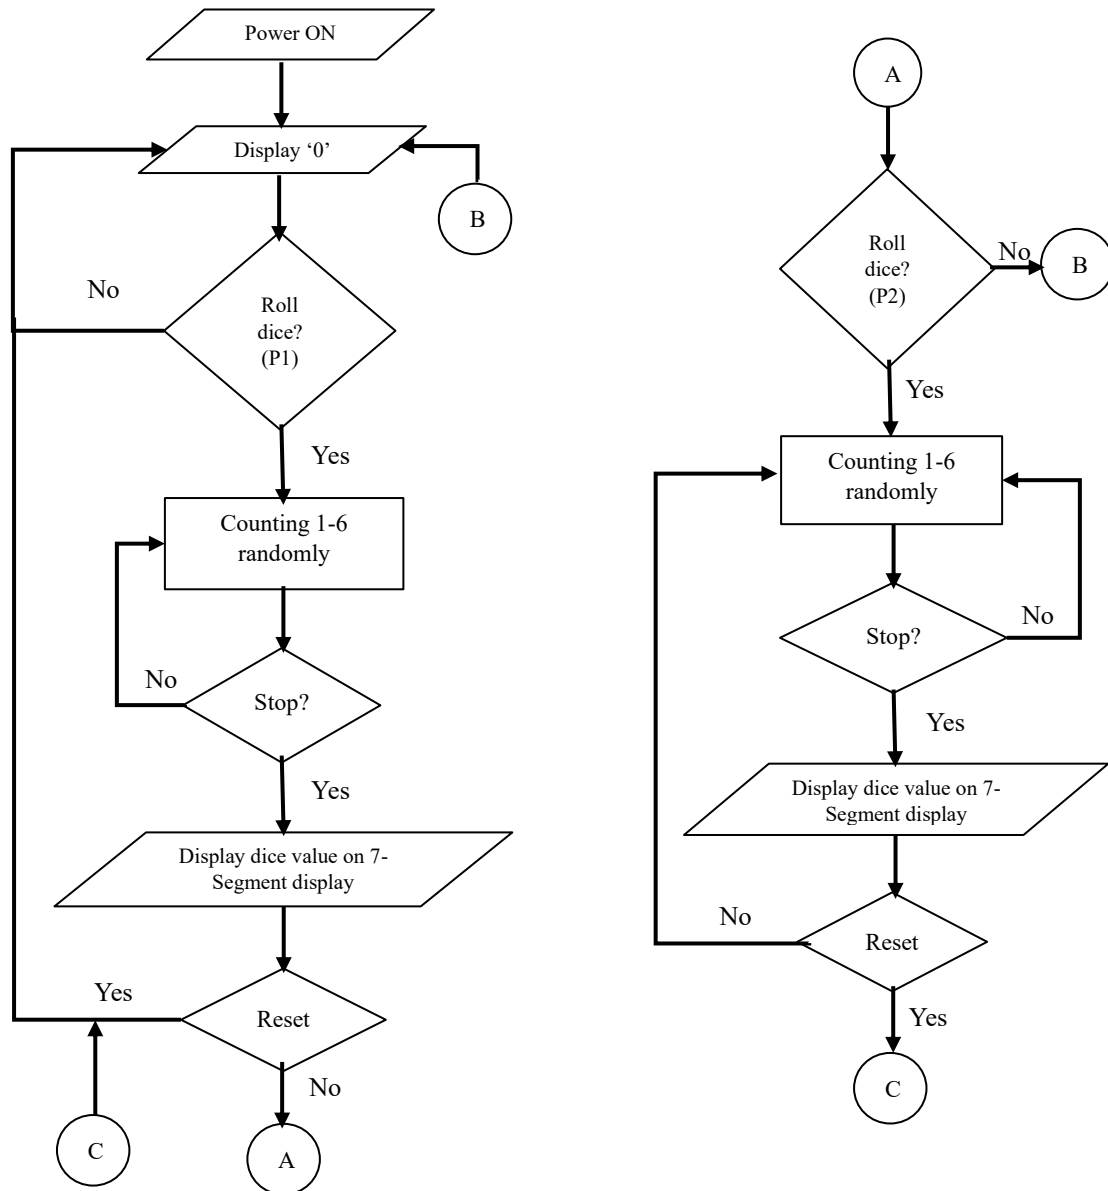 Power ON
Display ‘0’
B
No
Roll
dice?
(P1)
Yes
Counting 1-6
randomly
No
Stop?
Yes
Display dice value on 7-
Segment display
Yes
Reset
No
C
A
A
Roll
dice?
(P2)
No
B
Yes
Counting 1-6
randomly
Stop?
No
Yes
Display dice value on 7-
Segment display
No
Reset
Yes
C